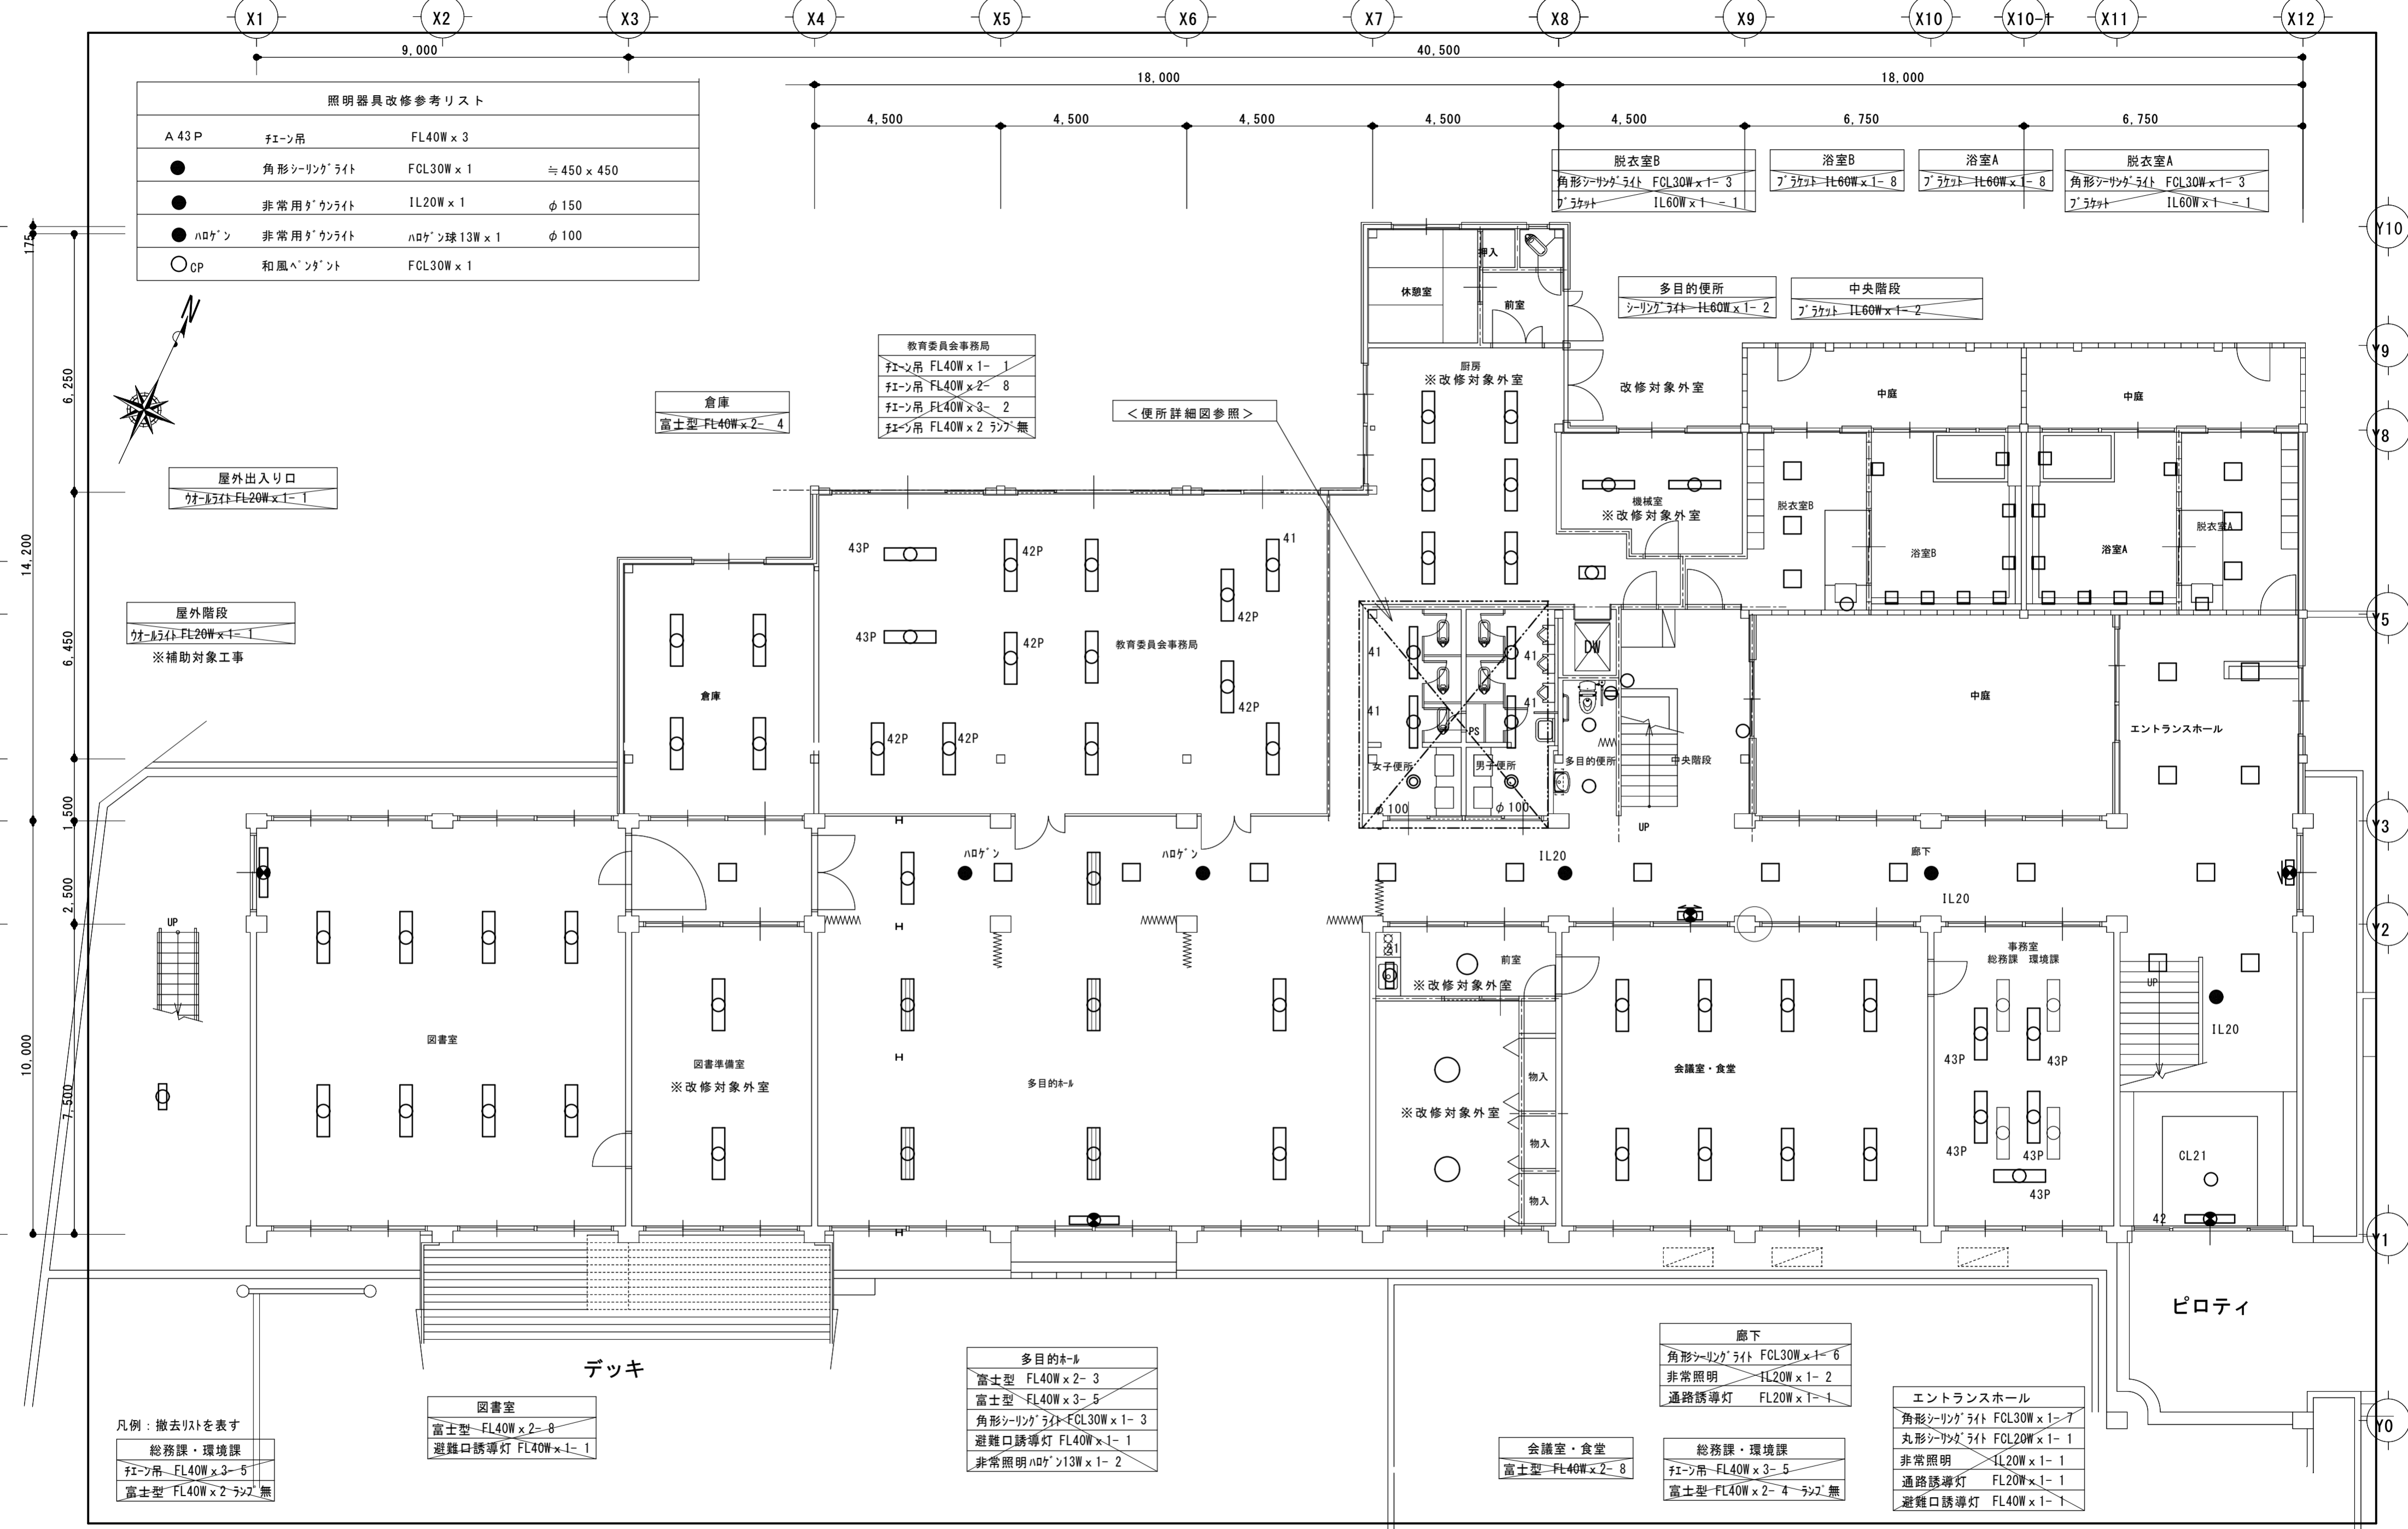 X1 X2 X3 X4 X5 X6 X7 X8 X9 X10 X10-1 X11 X12
9,000 40,500
18,000 18,000
4,500 4,500 4,500 4,500 4,500 6,750 6,750
照明器具改修参考リスト
A43P ﾁｴｰﾝ吊 FL40W x 3
● 角形ｼｰﾘﾝｸﾞﾗｲﾄ FCL30W x 1 ≒450 x 450
● 非常用ﾀﾞｳﾝﾗｲﾄ IL20W x 1 φ150
● ﾊﾛｹﾞﾝ 非常用ﾀﾞｳﾝﾗｲﾄ ﾊﾛｹﾞﾝ球13W x 1 φ100
○CP 和風ﾍﾟﾝﾀﾞﾝﾄ FCL30W x 1
脱衣室B
角形ｼｰﾘﾝｸﾞﾗｲﾄ FCL30W x 1- 3
ﾌﾞﾗｹｯﾄ IL60W x 1 - 1
浴室B
ﾌﾞﾗｹｯﾄ IL60W x 1- 8
浴室A
ﾌﾞﾗｹｯﾄ IL60W x 1- 8
脱衣室A
角形ｼｰﾘﾝｸﾞﾗｲﾄ FCL30W x 1- 3
ﾌﾞﾗｹｯﾄ IL60W x 1 - 1
Y10
Y9
Y8
Y5
Y3
Y2
Y1
Y0
175
6,250
14,200
6,450
1,500
2,500
10,000
7,500
N
多目的便所
ｼｰﾘﾝｸﾞﾗｲﾄ IL60W x 1- 2
中央階段
ﾌﾞﾗｹｯﾄ IL60W x 1- 2
教育委員会事務局
ﾁｴｰﾝ吊 FL40W x 1- 1
ﾁｴｰﾝ吊 FL40W x 2- 8
ﾁｴｰﾝ吊 FL40W x 3- 2
ﾁｴｰﾝ吊 FL40W x 2 ﾗﾝﾌﾟ無
倉庫
富士型 FL40W x 2- 4
＜便所詳細図参照＞
屋外出入り口
ｳｵｰﾙﾗｲﾄ FL20W x 1- 1
屋外階段
ｳｵｰﾙﾗｲﾄ FL20W x 1- 1
※補助対象工事
押入
休憩室
前室
厨房
※改修対象外室
改修対象外室
中庭
中庭
機械室
※改修対象外室
脱衣室B
浴室B
浴室A
脱衣室A
43P 42P 41
42P
43P 42P
教育委員会事務局
42P
42P 42P
倉庫
41 41
41 41
PS
女子便所
男子便所
φ100 φ100
DW
多目的便所
中央階段
UP
中庭
エントランスホール
ﾊﾛｹﾞﾝ ﾊﾛｹﾞﾝ IL20 廊下
IL20
UP
図書室
図書準備室
※改修対象外室
多目的ﾎｰﾙ
21
前室
※改修対象外室
※改修対象外室
物入
物入
物入
会議室・食堂
事務室
総務課 環境課
43P 43P
43P 43P
43P
UP
IL20
CL21
42
ピロティ
デッキ
凡例：撤去ﾘｽﾄを表す
総務課・環境課
ﾁｴｰﾝ吊 FL40W x 3- 5
富士型 FL40W x 2 ﾗﾝﾌﾟ無
図書室
富士型 FL40W x 2- 8
避難口誘導灯 FL40W x 1- 1
多目的ﾎｰﾙ
富士型 FL40W x 2- 3
富士型 FL40W x 3- 5
角形ｼｰﾘﾝｸﾞﾗｲﾄ FCL30W x 1- 3
避難口誘導灯 FL40W x 1- 1
非常照明ﾊﾛｹﾞﾝ13W x 1- 2
廊下
角形ｼｰﾘﾝｸﾞﾗｲﾄ FCL30W x 1- 6
非常照明 IL20W x 1- 2
通路誘導灯 FL20W x 1- 1
会議室・食堂
富士型 FL40W x 2- 8
総務課・環境課
ﾁｴｰﾝ吊 FL40W x 3- 5
富士型 FL40W x 2- 4 ﾗﾝﾌﾟ無
エントランスホール
角形ｼｰﾘﾝｸﾞﾗｲﾄ FCL30W x 1- 7
丸形ｼｰﾘﾝｸﾞﾗｲﾄ FCL20W x 1- 1
非常照明 IL20W x 1- 1
通路誘導灯 FL20W x 1- 1
避難口誘導灯 FL40W x 1- 1